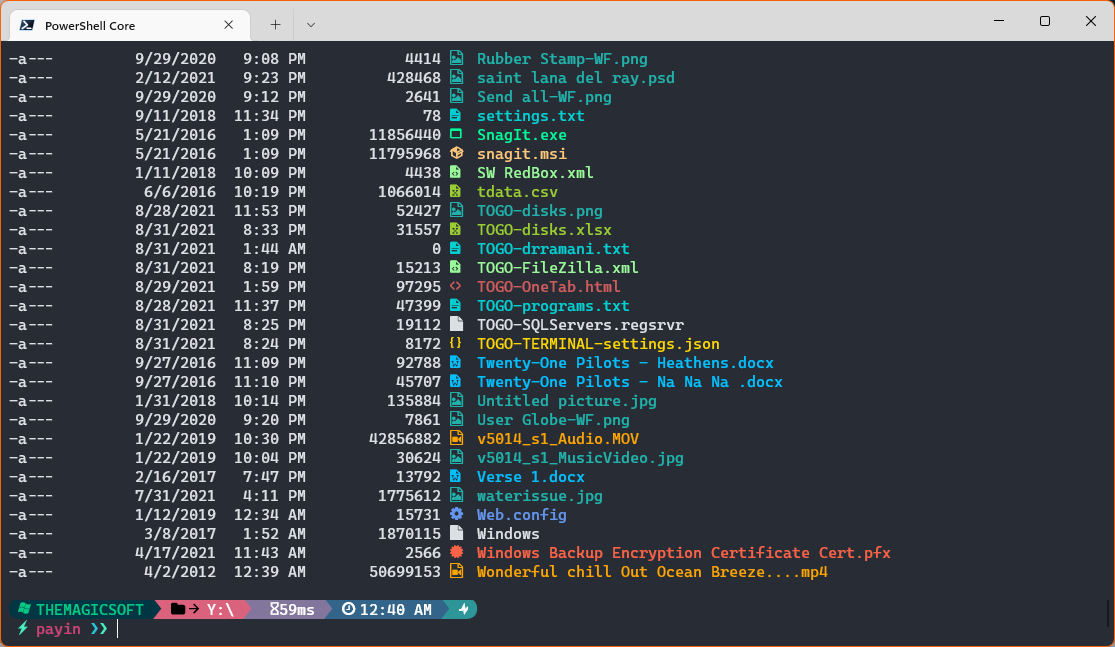 PowerShell Core
-a--- 9/29/2020 9:08 PM 4414 Rubber Stamp-WF.png
-a--- 2/12/2021 9:23 PM 428468 saint lana del ray.psd
-a--- 9/29/2020 9:12 PM 2641 Send all-WF.png
-a--- 9/11/2018 11:34 PM 78 settings.txt
-a--- 5/21/2016 1:09 PM 11856440 SnagIt.exe
-a--- 5/21/2016 1:09 PM 11795968 snagit.msi
-a--- 1/11/2018 10:09 PM 4438 SW RedBox.xml
-a--- 6/6/2016 10:19 PM 1066014 tdata.csv
-a--- 8/28/2021 11:53 PM 52427 TOGO-disks.png
-a--- 8/31/2021 8:33 PM 31557 TOGO-disks.xlsx
-a--- 8/31/2021 1:44 AM 0 TOGO-drramani.txt
-a--- 8/31/2021 8:19 PM 15213 TOGO-FileZilla.xml
-a--- 8/29/2021 1:59 PM 97295 TOGO-OneTab.html
-a--- 8/28/2021 11:37 PM 47399 TOGO-programs.txt
-a--- 8/31/2021 8:25 PM 19112 TOGO-SQLServers.regsrvr
-a--- 8/31/2021 8:24 PM 8172 TOGO-TERMINAL-settings.json
-a--- 9/27/2016 11:09 PM 92788 Twenty-One Pilots - Heathens.docx
-a--- 9/27/2016 11:10 PM 45707 Twenty-One Pilots - Na Na Na .docx
-a--- 1/31/2018 10:14 PM 135884 Untitled picture.jpg
-a--- 9/29/2020 9:20 PM 7861 User Globe-WF.png
-a--- 1/22/2019 10:30 PM 42856882 v5014_s1_Audio.MOV
-a--- 1/22/2019 10:04 PM 30624 v5014_s1_MusicVideo.jpg
-a--- 2/16/2017 7:47 PM 13792 Verse 1.docx
-a--- 7/31/2021 4:11 PM 1775612 waterissue.jpg
-a--- 1/12/2019 12:34 AM 15731 Web.config
-a--- 3/8/2017 1:52 AM 1870115 Windows
-a--- 4/17/2021 11:43 AM 2566 Windows Backup Encryption Certificate Cert.pfx
-a--- 4/2/2012 12:39 AM 50699153 Wonderful chill Out Ocean Breeze....mp4
THEMAGICSOFT → Y:\ 59ms 12:40 AM
payin ❯❯